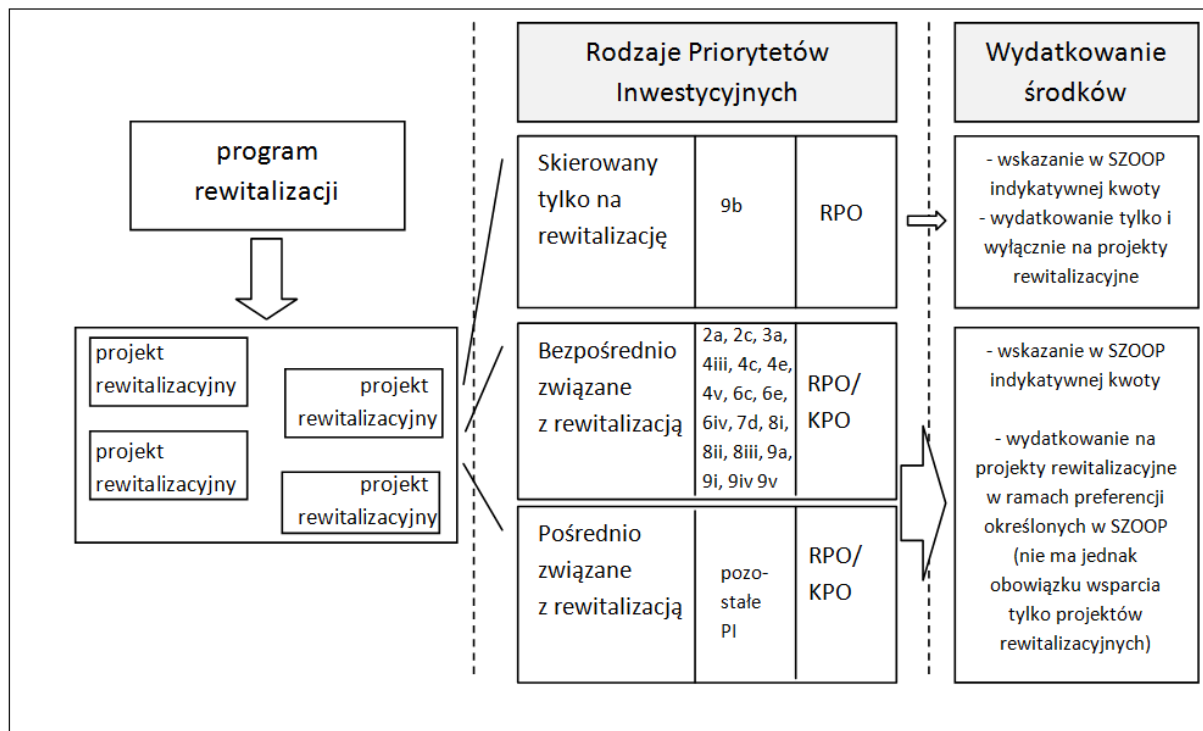 program
rewitalizacji
projekt
rewitalizacyjny
projekt
rewitalizacyjny
projekt
rewitalizacyjny
projekt
rewitalizacyjny
Rodzaje Priorytetów
Inwestycyjnych
Skierowany
tylko na
rewitalizację
9b
RPO
Bezpośrednio
związane
z rewitalizacją
2a, 2c, 3a,
4iii, 4c, 4e,
4v, 6c, 6e,
6iv, 7d, 8i,
8ii, 8iii, 9a,
9i, 9iv 9v
RPO/
KPO
Pośrednio
związane
z rewitalizacją
pozo-
stałe
PI
RPO/
KPO
Wydatkowanie
środków
- wskazanie w SZOOP
indykatywnej kwoty
- wydatkowanie tylko i
wyłącznie na projekty
rewitalizacyjne
- wskazanie w SZOOP
indykatywnej kwoty
- wydatkowanie na
projekty rewitalizacyjne
w ramach preferencji
określonych w SZOOP
(nie ma jednak
obowiązku wsparcia
tylko projektów
rewitalizacyjnych)